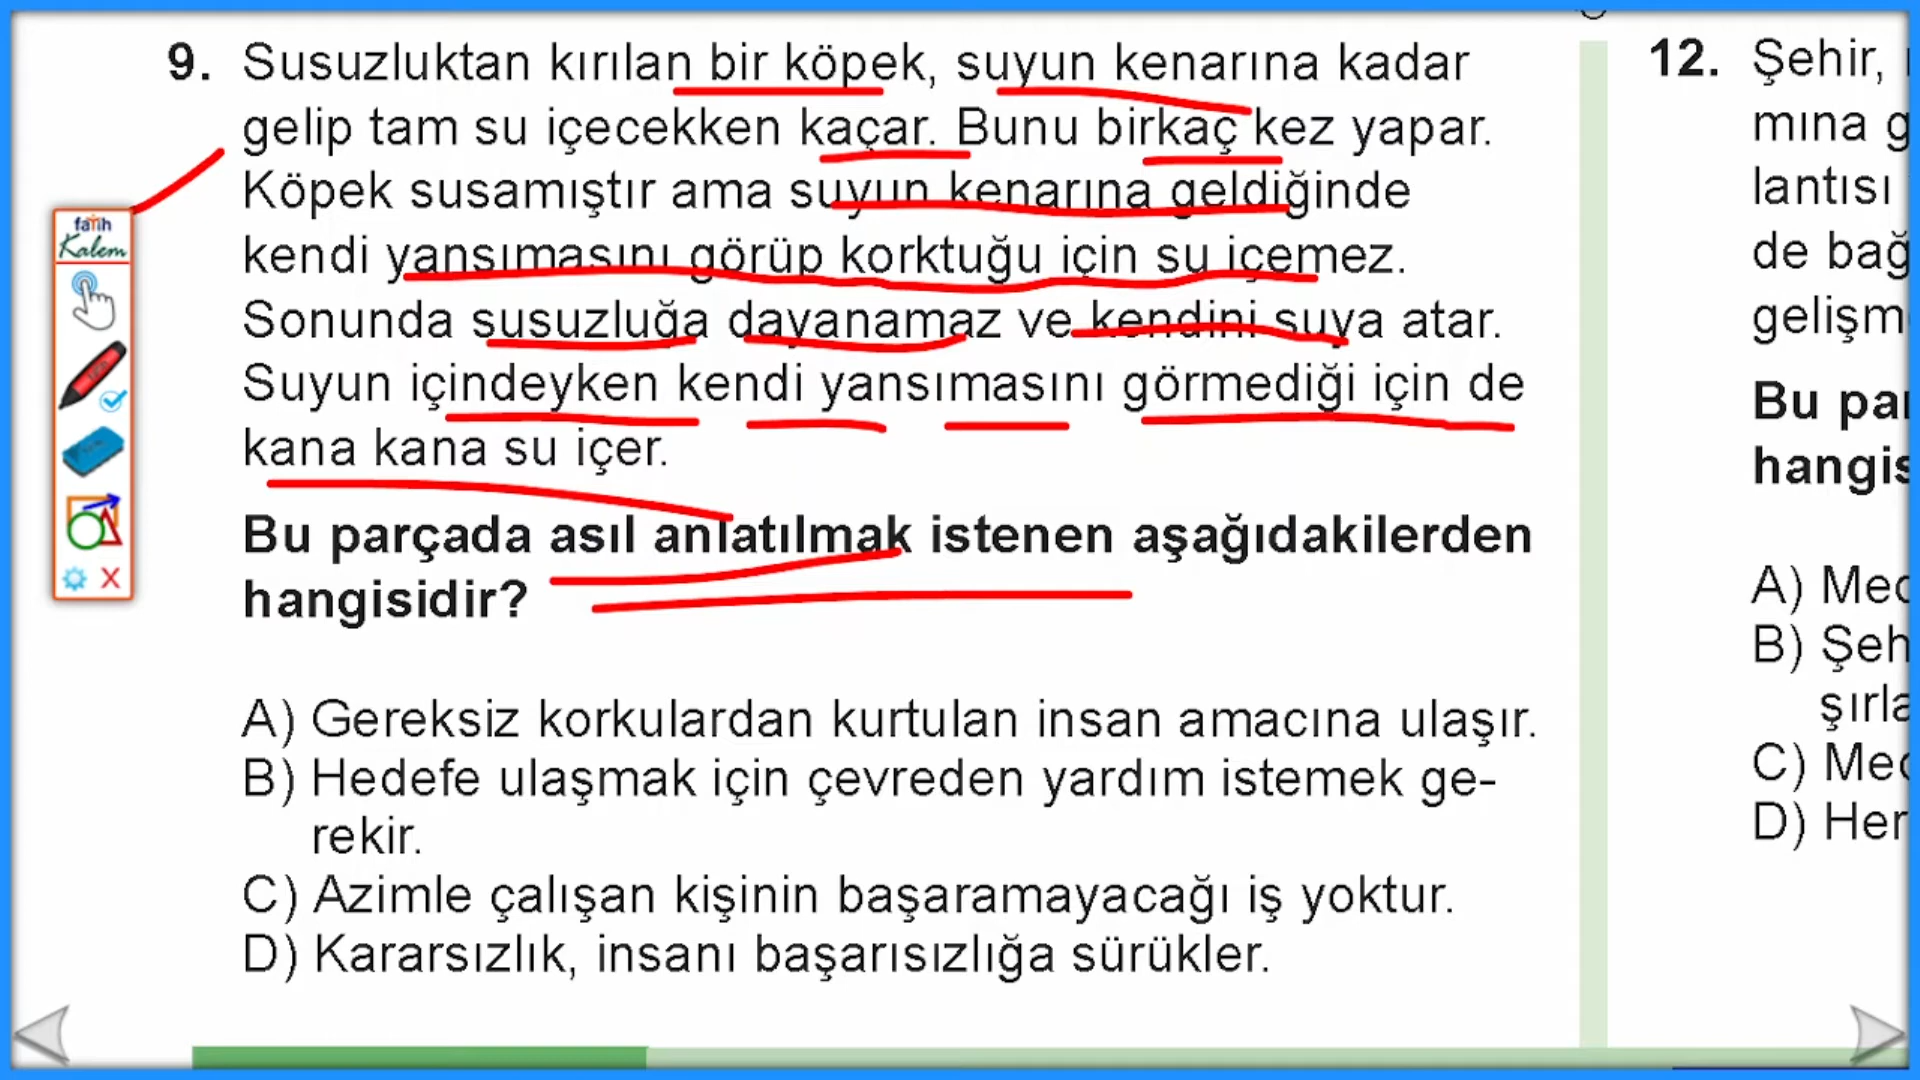 9. Susuzluktan kırılan bir köpek, suyun kenarına kadar
gelip tam su içecekken kaçar. Bunu birkaç kez yapar.
Köpek susamıştır ama suyun kenarına geldiğinde
kendi yansımasını görüp korktuğu için su içemez.
Sonunda susuzluğa dayanamaz ve kendini suya atar.
Suyun içindeyken kendi yansımasını görmediği için de
kana kana su içer.
Bu parçada asıl anlatılmak istenen aşağıdakilerden
hangisidir?
A) Gereksiz korkulardan kurtulan insan amacına ulaşır.
B) Hedefe ulaşmak için çevreden yardım istemek ge-
rekir.
C) Azimle çalışan kişinin başaramayacağı iş yoktur.
D) Kararsızlık, insanı başarısızlığa sürükler.
fatih
Kalem
12. Şehir,
mına
lantısı
de bağ
gelişm
Bu
hangis
A)
B) Şeh
şırla
C)
D) Her